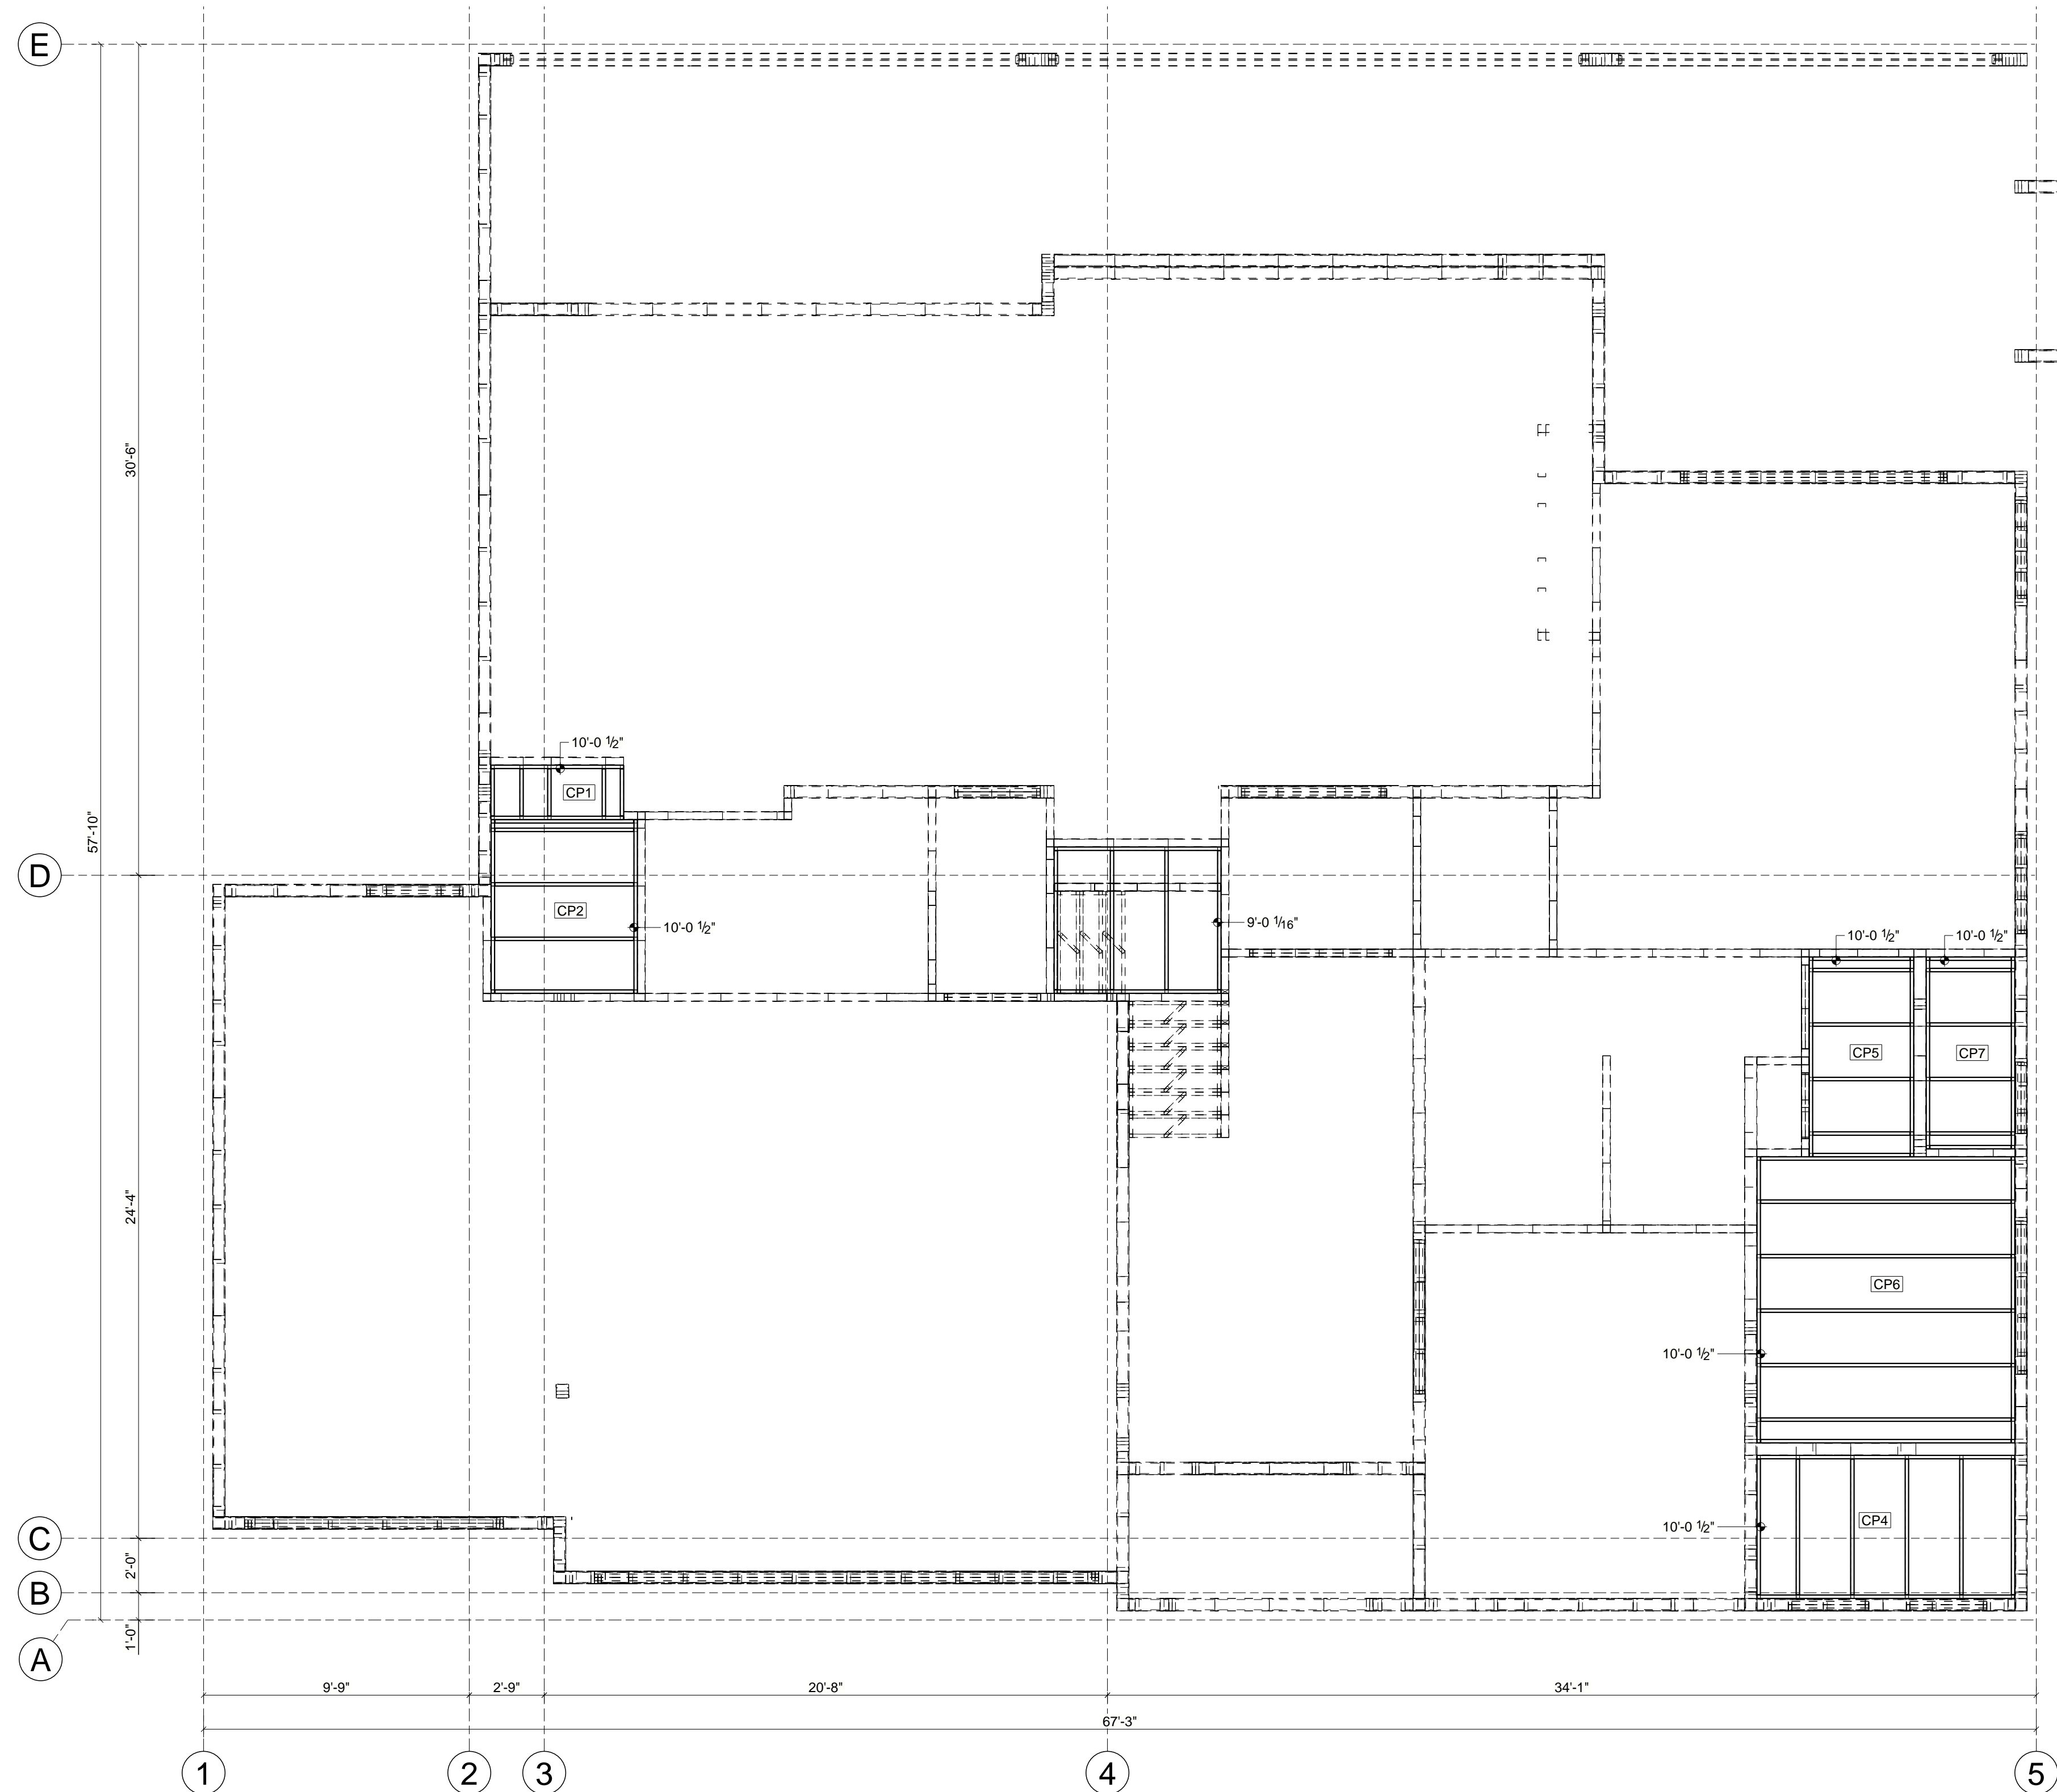 E
30'-6"
57'-10"
10'-0 1/2"
CP1
D
CP2
10'-0 1/2"
9'-0 1/16"
10'-0 1/2"
10'-0 1/2"
CP5
CP7
24'-4"
CP6
10'-0 1/2"
CP4
10'-0 1/2"
C
2'-0"
B
1'-0"
A
9'-9"
2'-9"
20'-8"
34'-1"
67'-3"
1
2
3
4
5